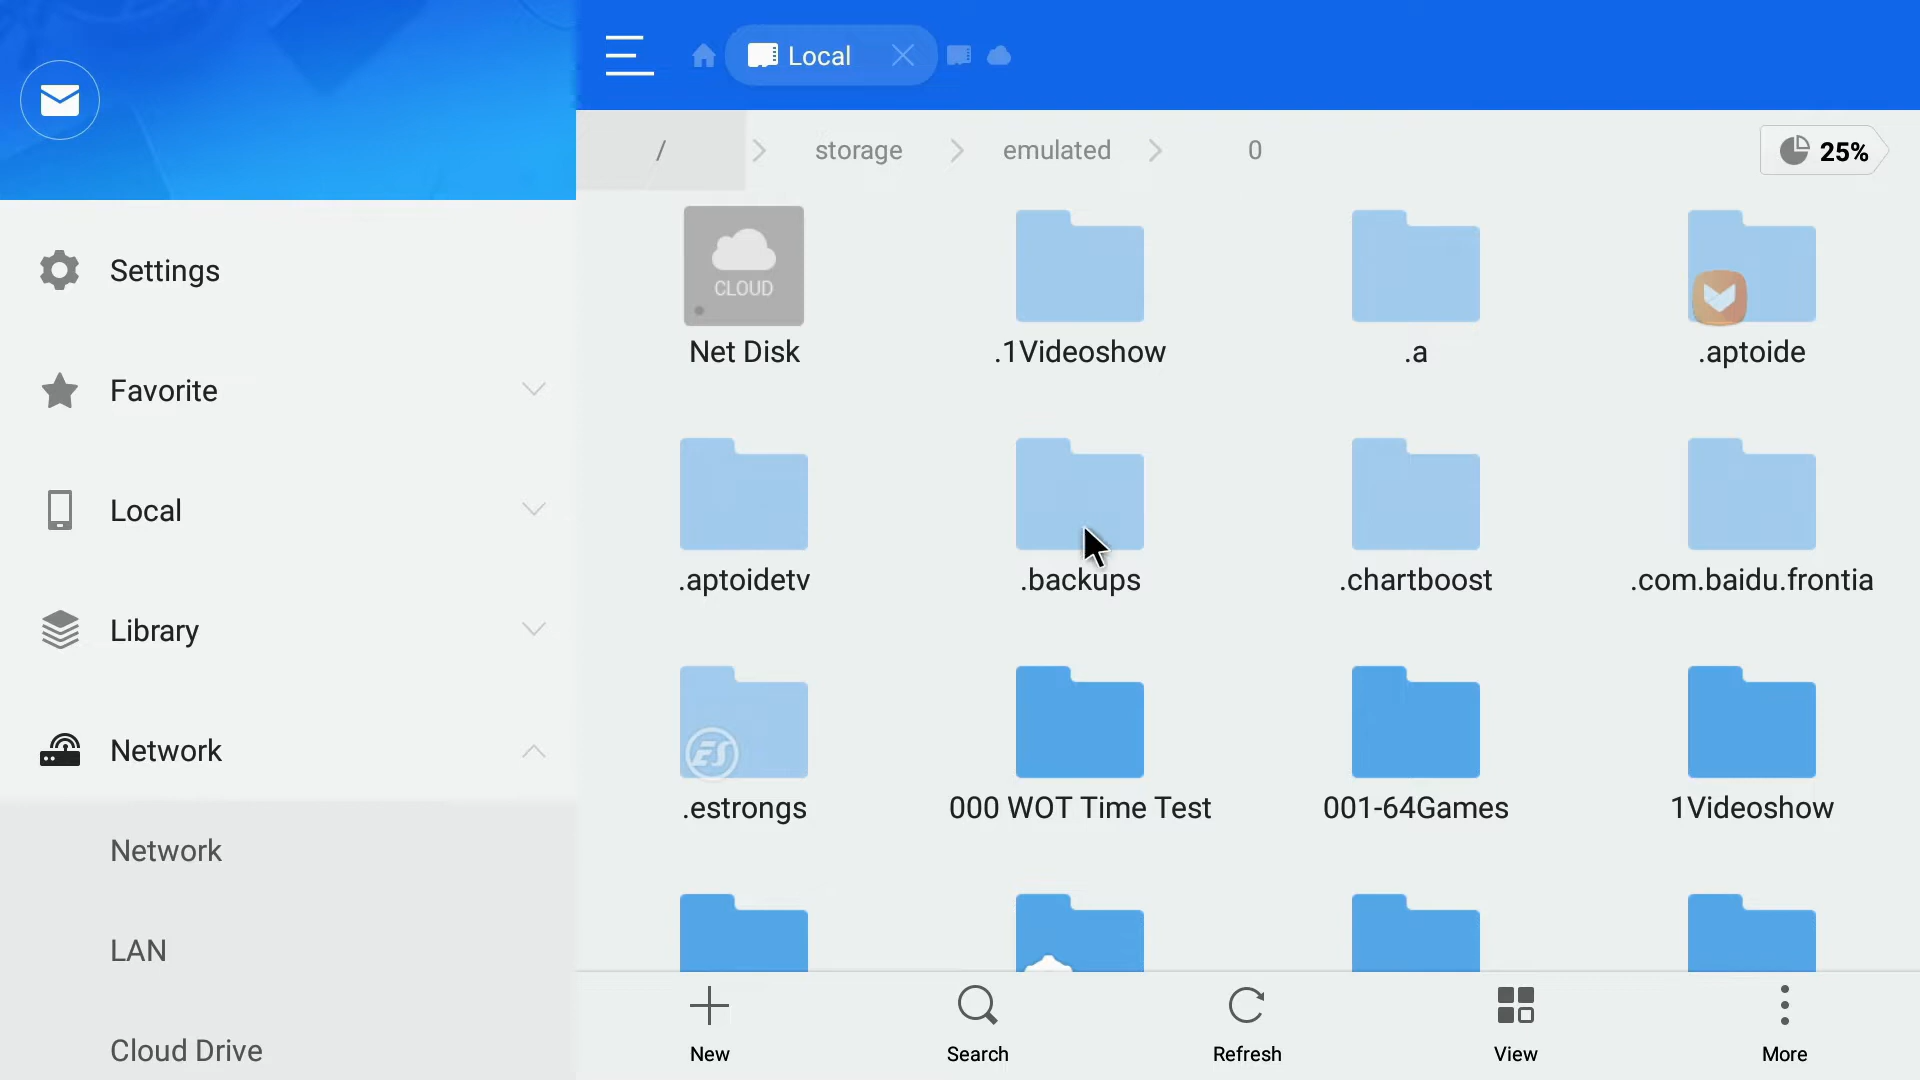 Local
/ storage emulated 0
25%
Settings
Favorite
Local
Library
Network
Network
LAN
Cloud Drive
CLOUD
Net Disk
.1Videoshow
.a
.aptoide
.aptoidetv
.backups
.chartboost
.com.baidu.frontia
ES
.estrongs
000 WOT Time Test
001-64Games
1Videoshow
New
Search
Refresh
View
More